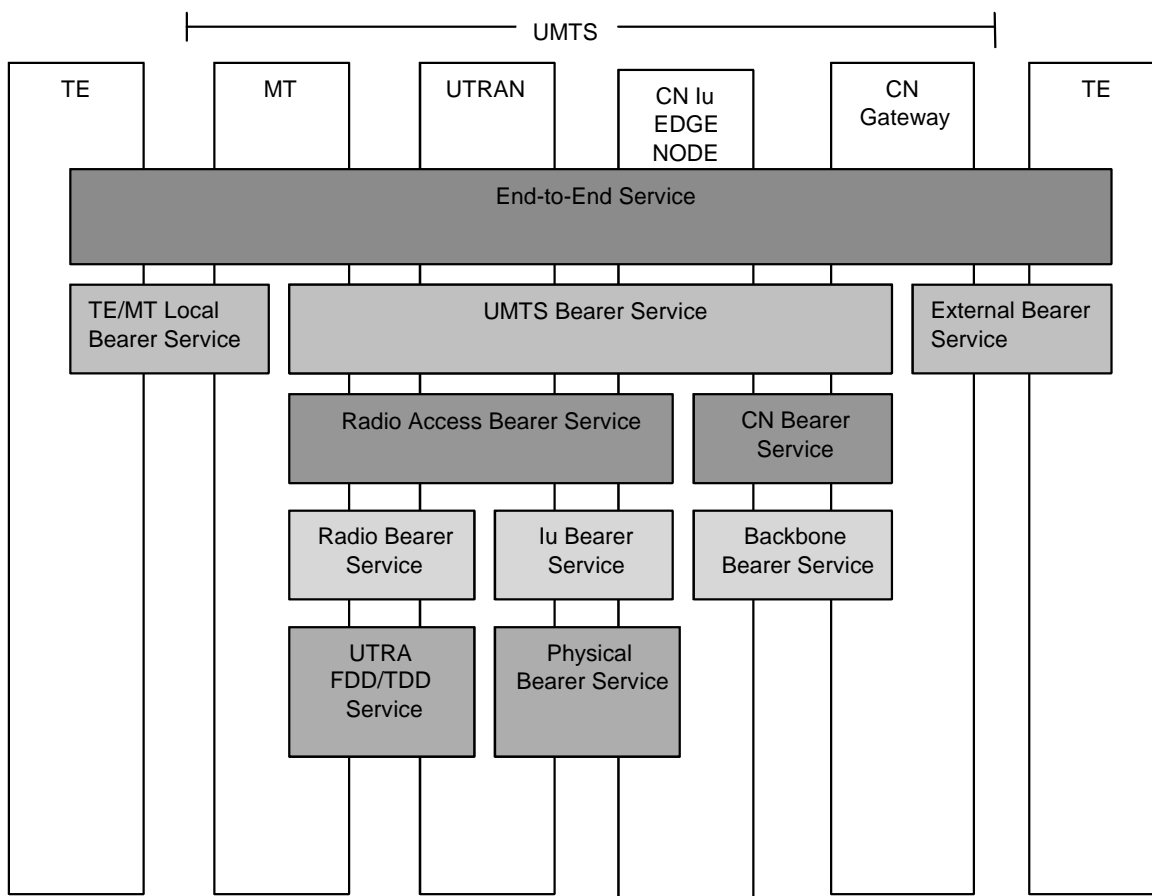 UMTS
TE
MT
UTRAN
CN Iu
EDGE
NODE
CN
Gateway
TE
End-to-End Service
TE/MT Local
Bearer Service
UMTS Bearer Service
External Bearer
Service
Radio Access Bearer Service
CN Bearer
Service
Radio Bearer
Service
Iu Bearer
Service
Backbone
Bearer Service
UTRA
FDD/TDD
Service
Physical
Bearer Service